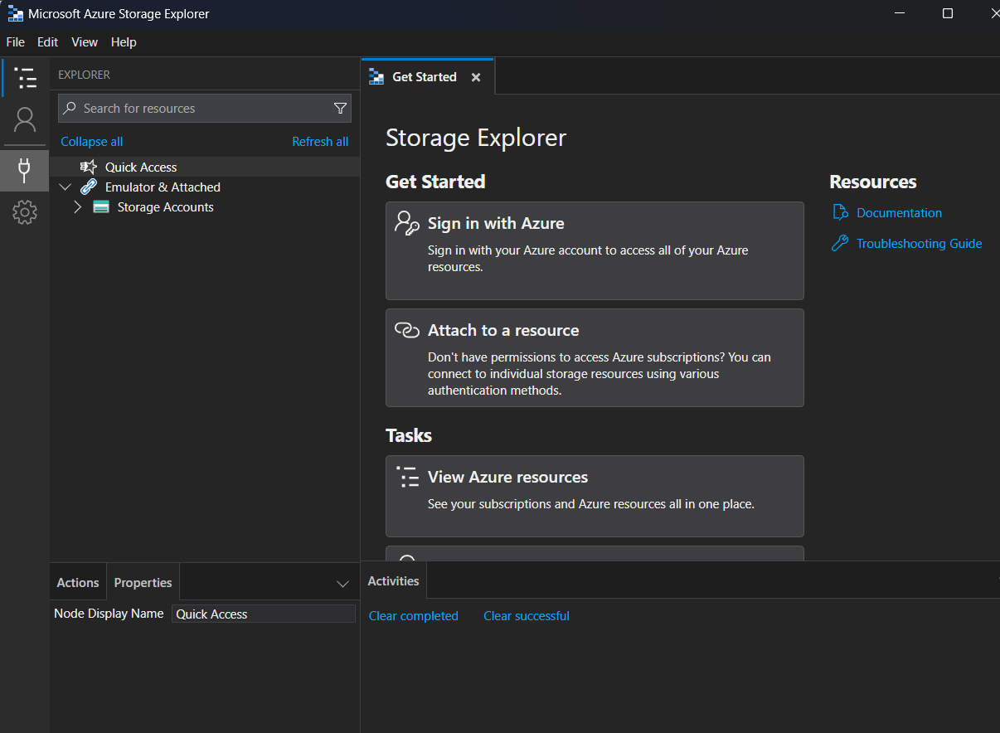 Microsoft Azure Storage Explorer
File Edit View Help
EXPLORER
Search for resources
Collapse all Refresh all
Quick Access
Emulator & Attached
Storage Accounts
Actions Properties
Node Display Name Quick Access
Get Started
Storage Explorer
Get Started
Sign in with Azure
Sign in with your Azure account to access all of your Azure
resources.
Attach to a resource
Don't have permissions to access Azure subscriptions? You can
connect to individual storage resources using various
authentication methods.
Tasks
View Azure resources
See your subscriptions and Azure resources all in one place.
Resources
Documentation
Troubleshooting Guide
Activities
Clear completed Clear successful